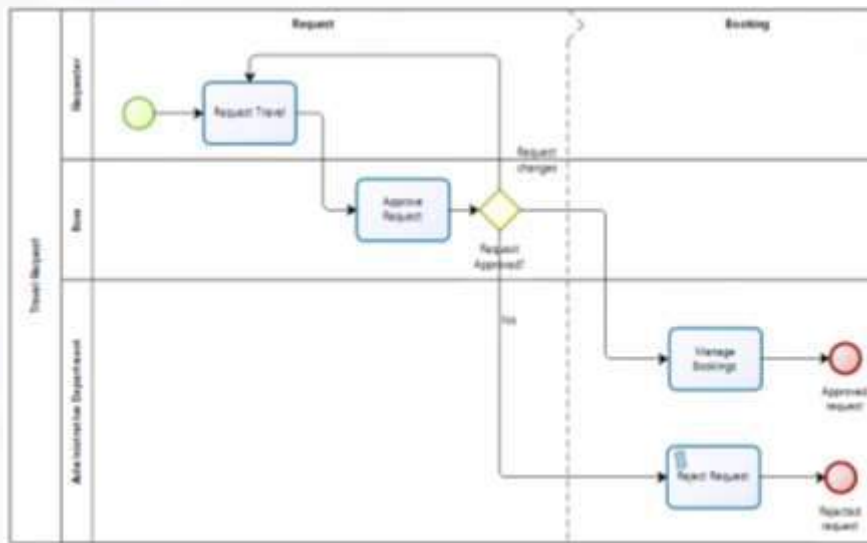 Request
Booking
Travel Request
Requester
Boss
Administrative Department
Request Travel
Request
changes
Approve
Request
Request
Approved?
Manage
Bookings
Approved
request
Reject Request
Rejected
request